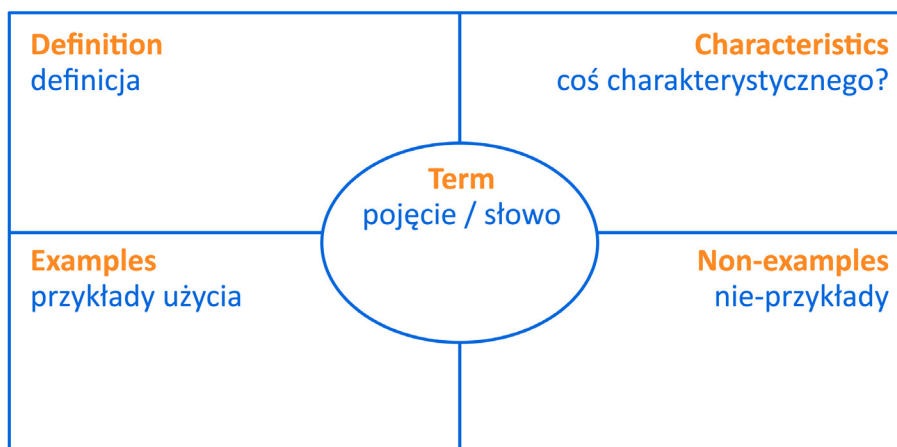 Definition
definicja
Characteristics
coś charakterystycznego?
Term
pojęcie / słowo
Examples
przykłady użycia
Non-examples
nie-przykłady